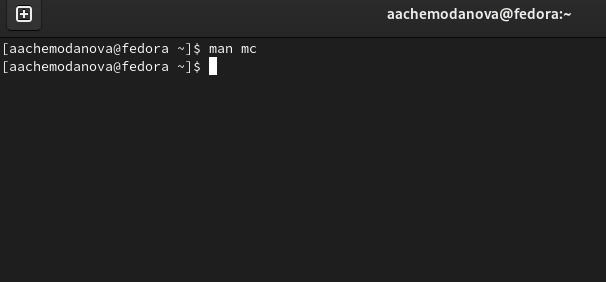 aachemodanova@fedora:~
[aachemodanova@fedora ~]$ man mc
[aachemodanova@fedora ~]$